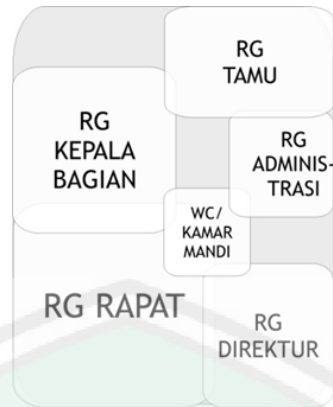 RG
TAMU
RG
KEPALA
BAGIAN
RG
ADMINIS-
TRASI
WC/
KAMAR
MANDI
RG RAPAT
RG
DIREKTUR